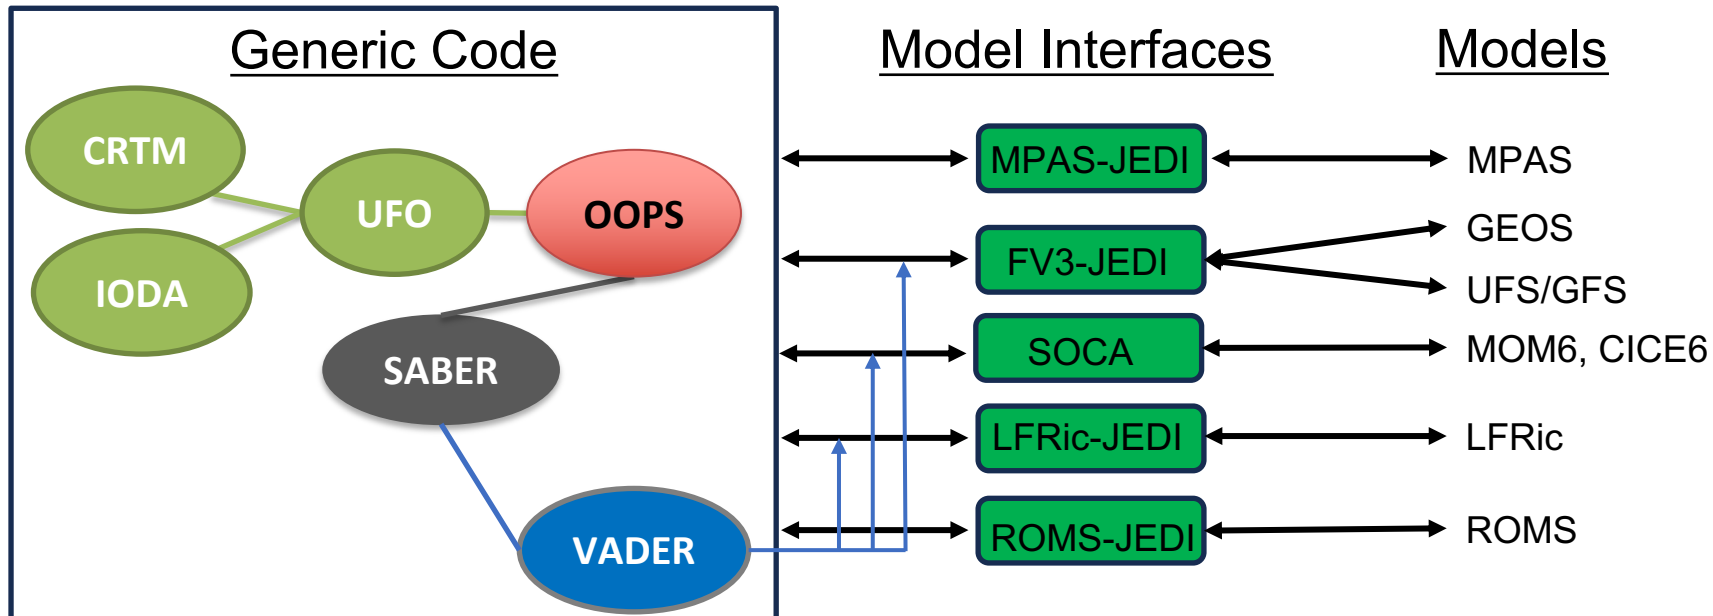 Generic Code
Model Interfaces
Models
CRTM
UFO
OOPS
IODA
SABER
VADER
MPAS-JEDI
MPAS
FV3-JEDI
GEOS
UFS/GFS
SOCA
MOM6, CICE6
LFRic-JEDI
LFRic
ROMS-JEDI
ROMS